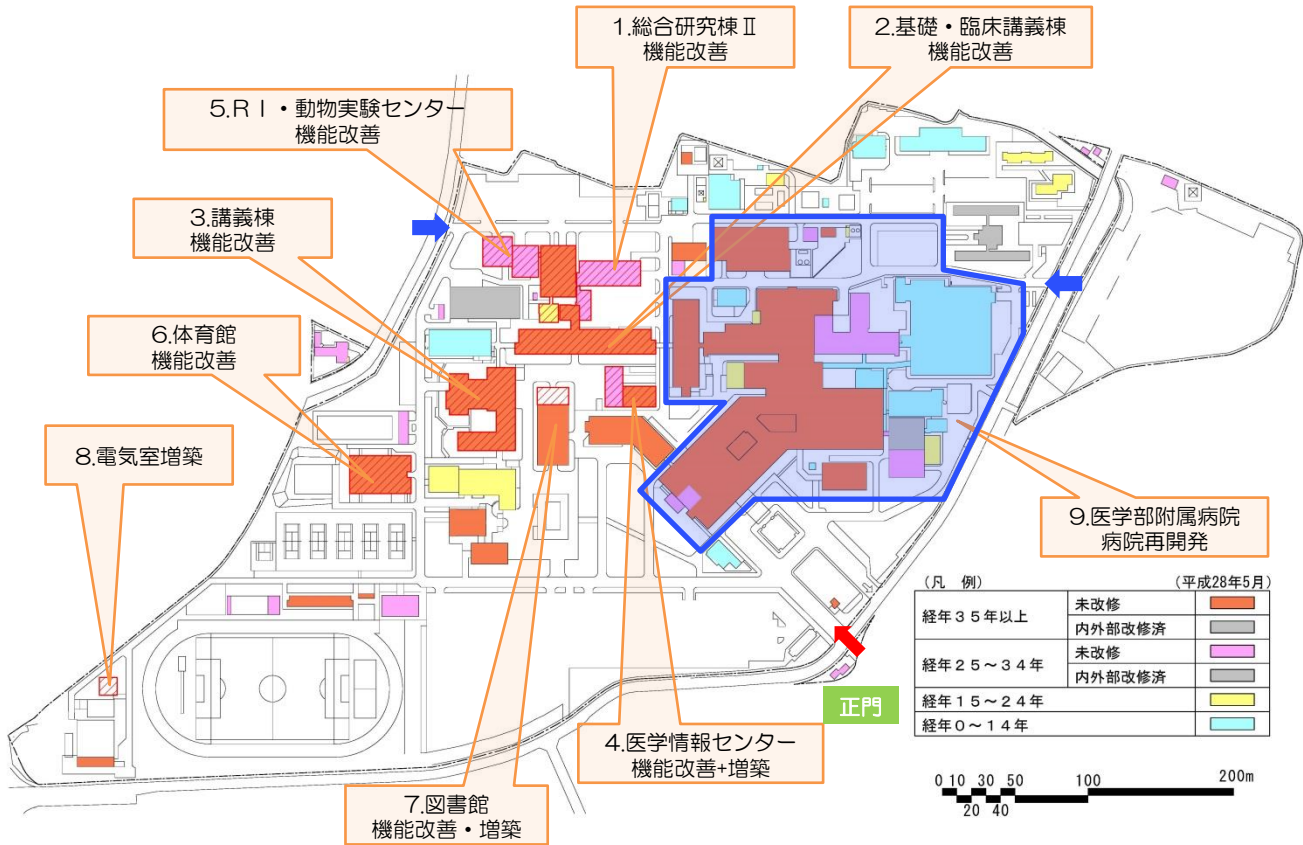 1.総合研究棟Ⅱ
機能改善
2.基礎・臨床講義棟
機能改善
5.ＲＩ・動物実験センター
機能改善
3.講義棟
機能改善
6.体育館
機能改善
8.電気室増築
9.医学部附属病院
病院再開発
(凡 例)
(平成28年5月)
経年３５年以上
未改修
内外部改修済
経年２５～３４年
未改修
内外部改修済
経年１５～２４年
経年０～１４年
正門
4.医学情報センター
機能改善+増築
7.図書館
機能改善・増築
0 10 30 50 100 200m
20 40